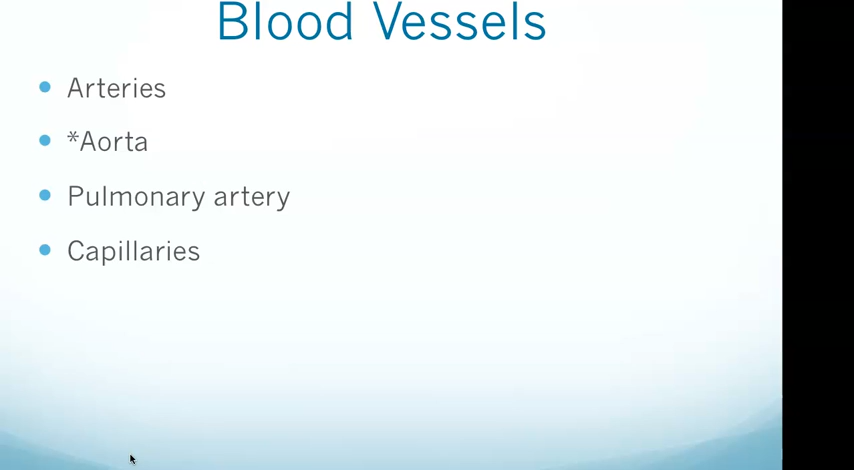 Blood Vessels
Arteries
*Aorta
Pulmonary artery
Capillaries